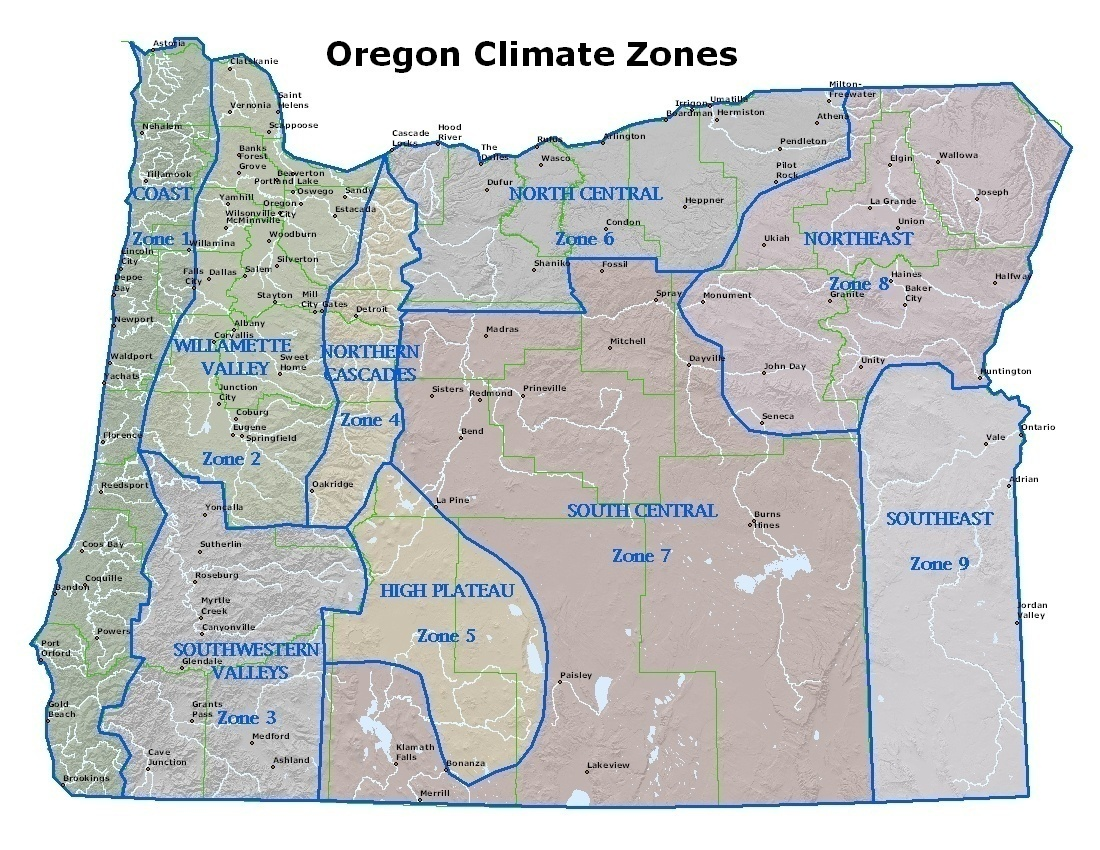 Oregon Climate Zones
Astoria
Clatskanie
Vernonia
Saint
Helens
Scappoose
Nehalem
Banks
Forest
Grove
Beaverton
Tillamook
Portland
Lake
Oswego
Sandy
COAST
Zone 1
Yamhill
Oregon
City
Wilsonville
McMinnville
Estacada
Willamina
Woodburn
Lincoln
City
Falls
City
Dallas
Salem
Silverton
Depoe
Bay
Stayton
Mill
City
Gates
Detroit
Newport
Albany
Corvallis
WILLAMETTE
VALLEY
Sweet
Home
NORTHERN
CASCADES
Waldport
Yachats
Junction
City
Coburg
Zone 4
Eugene
Springfield
Florence
Zone 2
Reedsport
Oakridge
Yoncalla
Sutherlin
Coos Bay
Roseburg
Coquille
Bandon
Myrtle
Creek
Canyonville
Powers
Port
Orford
SOUTHWESTERN
VALLEYS
Glendale
Gold
Beach
Grants
Pass
Zone 3
Medford
Cave
Junction
Ashland
Brookings
Cascade
Locks
Hood
River
The
Dalles
Rufus
Wasco
Arlington
Boardman
Irrigon
Umatilla
Hermiston
Milton-
Freewater
Athena
Pendleton
Pilot
Rock
Dufur
NORTH CENTRAL
Heppner
Condon
Zone 6
Shaniko
Fossil
Elgin
Wallowa
Joseph
La Grande
Union
Ukiah
NORTHEAST
Zone 8
Haines
Halfway
Granite
Baker
City
Spray
Monument
Madras
Mitchell
Dayville
John Day
Unity
Huntington
Sisters
Redmond
Prineville
Seneca
Bend
Ontario
Vale
Adrian
La Pine
SOUTH CENTRAL
Zone 7
Burns
Hines
SOUTHEAST
Zone 9
HIGH PLATEAU
Zone 5
Jordan
Valley
Paisley
Klamath
Falls
Bonanza
Lakeview
Merrill